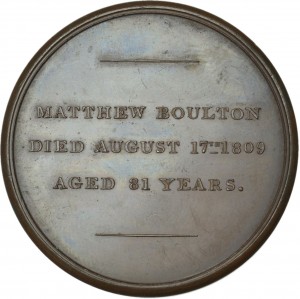 MATTHEW BOULTON
DIED AUGUST 17TH 1809
AGED 81 YEARS.